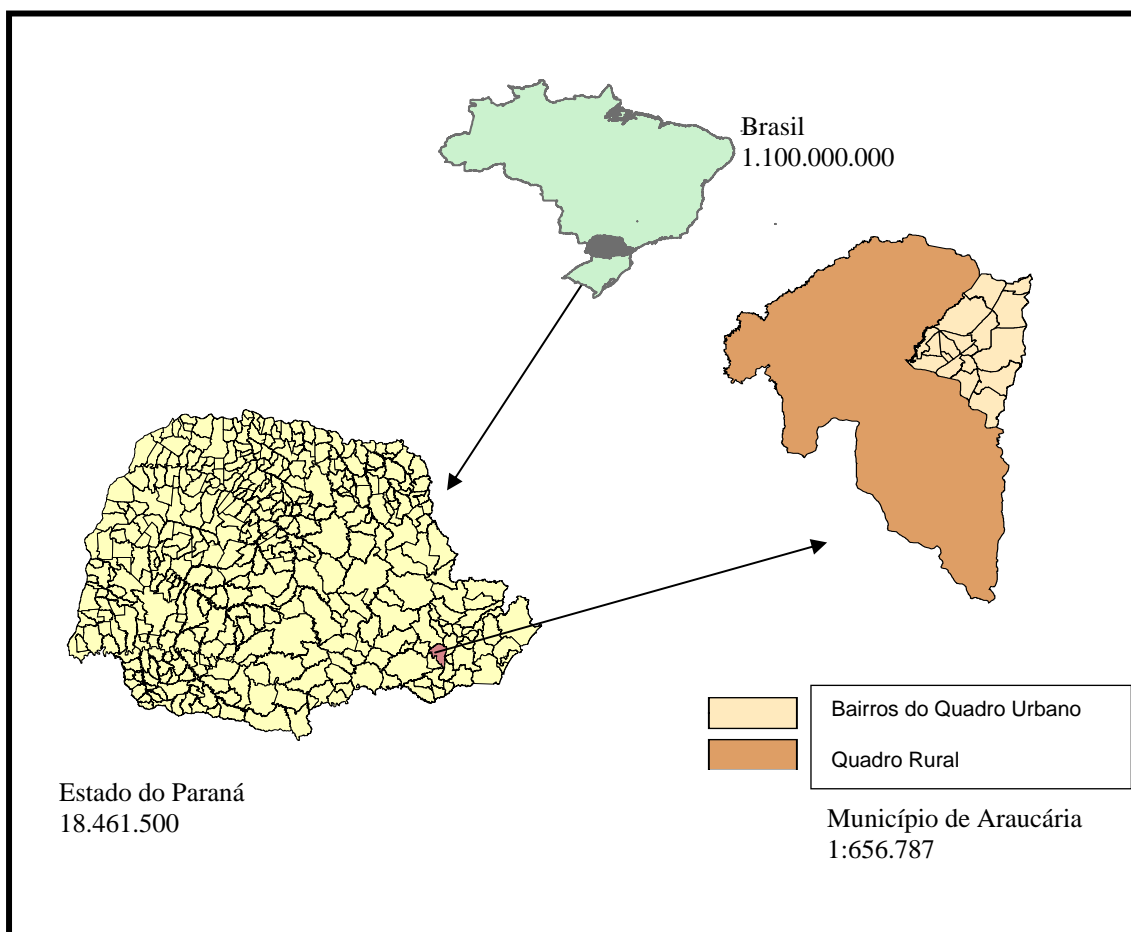 Brasil
1.100.000.000
Bairros do Quadro Urbano
Quadro Rural
Estado do Paraná
18.461.500
Município de Araucária
1:656.787